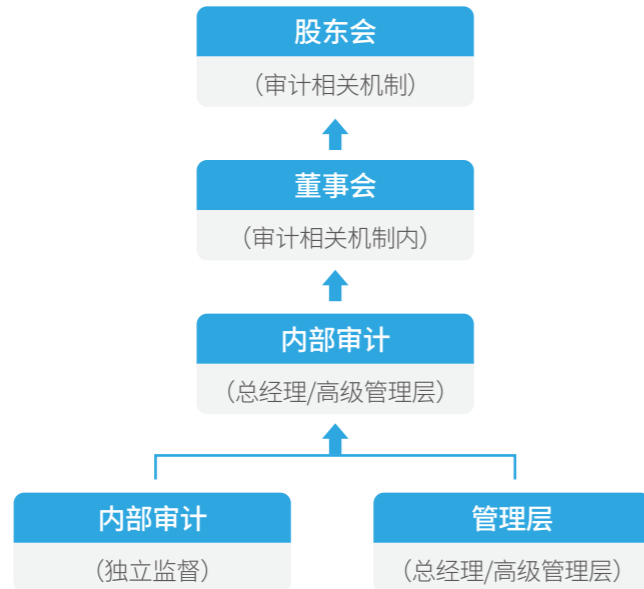 股东会
（审计相关机制）
董事会
（审计相关机制内）
内部审计
（总经理/高级管理层）
内部审计
（独立监督）
管理层
（总经理/高级管理层）